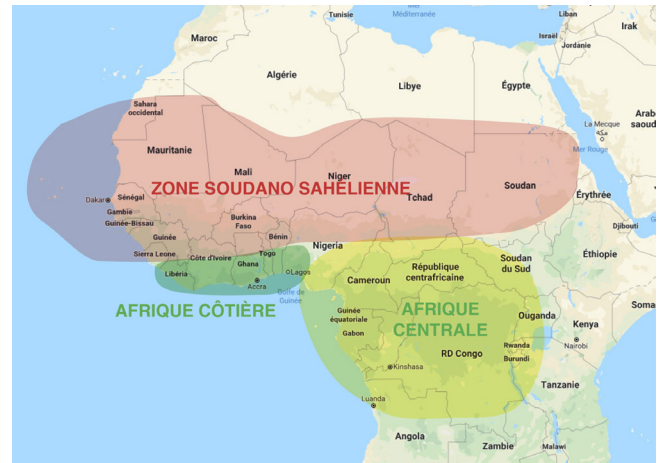 Tunisie
Méditerranée
Liban
Israël
Irak
Jordanie
Maroc
Algérie
Libye
Égypte
Sahara
occidental
La Mecque
Arab
saoud
Mer Rouge
Mauritanie
Mali
Niger
Tchad
Soudan
Érythrée
ZONE SOUDANO SAHÉLIENNE
Dakar
Sénégal
Gambie
Guinée-Bissau
Burkina
Faso
Djibouti
Guinée
Bénin
Nigeria
Sierra Leone
Côte d'Ivoire
Togo
Ghana
Soudan
du Sud
Éthiopie
Libéria
Lagos
Accra
Golfe de
Guinée
Cameroun
République
centrafricaine
Soma
AFRIQUE CÔTIÈRE
AFRIQUE
CENTRALE
Guinée
équatoriale
Gabon
Ouganda
Kenya
Nairobi
RD Congo
Rwanda
Burundi
Kinshasa
Tanzanie
Luanda
Angola
Zambie
Malawi